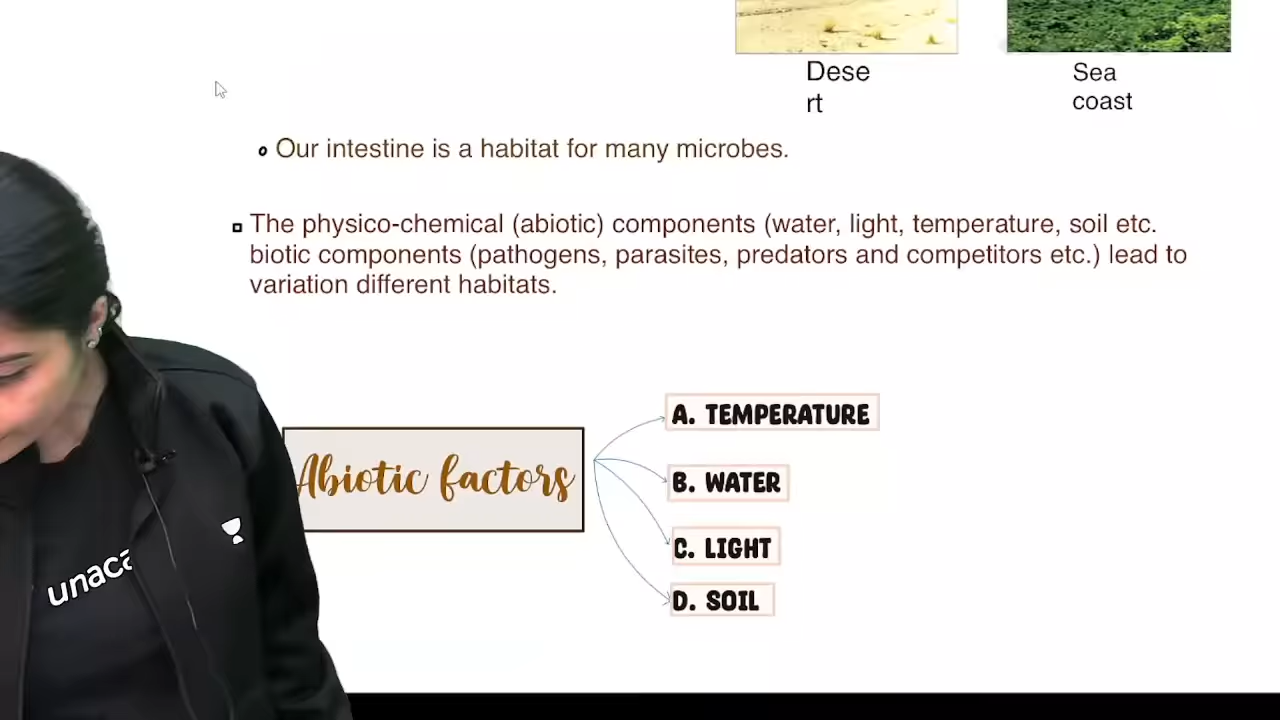 Dese
rt
Sea
coast
Our intestine is a habitat for many microbes.
The physico-chemical (abiotic) components (water, light, temperature, soil etc.
biotic components (pathogens, parasites, predators and competitors etc.) lead to
variation different habitats.
Abiotic factors
A. TEMPERATURE
B. WATER
C. LIGHT
D. SOIL
unaca